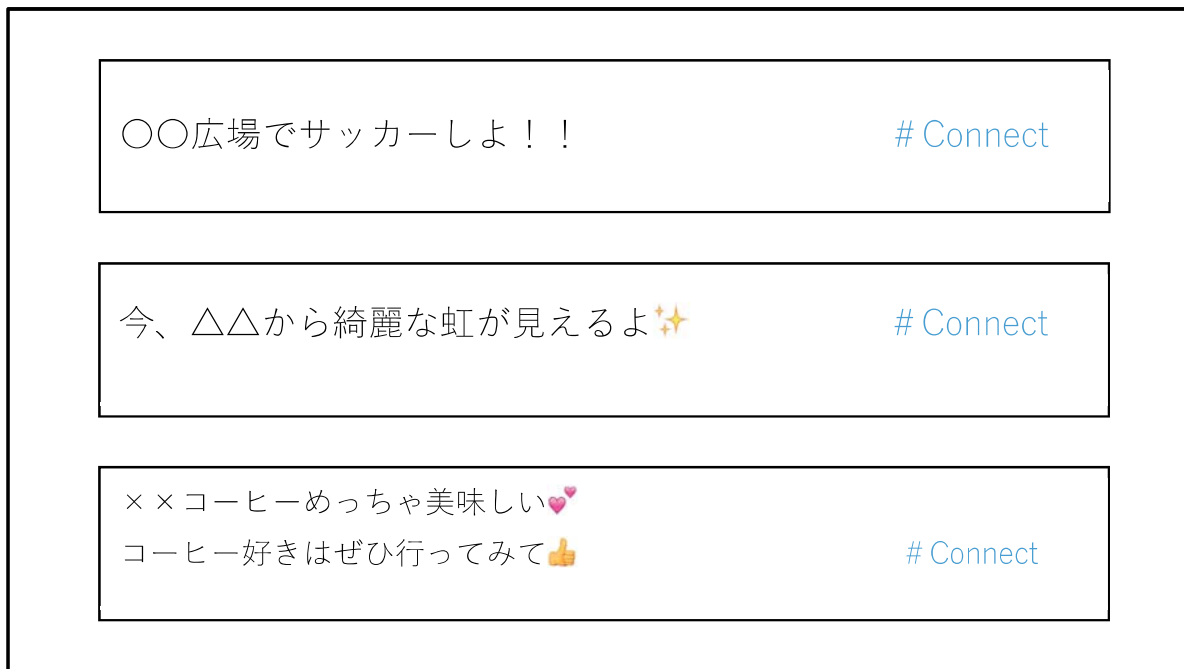 〇〇広場でサッカーしよ！！ # Connect
今、△△から綺麗な虹が見えるよ✨ # Connect
××コーヒーめっちゃ美味しい💕
コーヒー好きはぜひ行ってみて👍 # Connect